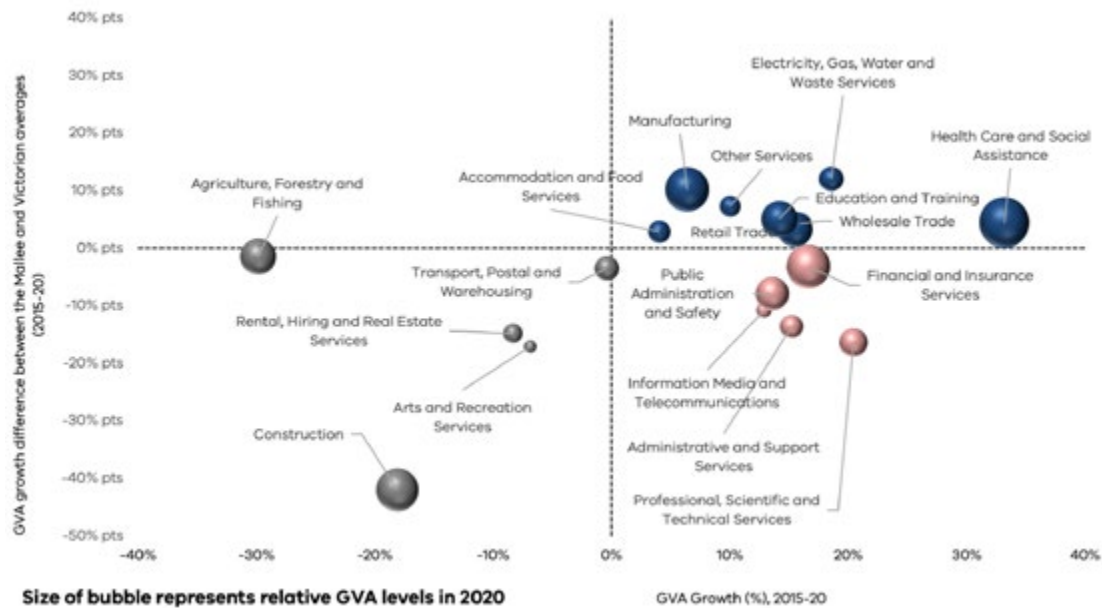 GVA growth difference between the Mallee and Victorian averages
(2015-20)
40% pts
30% pts
20% pts
10% pts
0% pts
-10% pts
-20% pts
-30% pts
-40% pts
-50% pts
Electricity, Gas, Water and
Waste Services
Manufacturing
Other Services
Health Care and Social
Assistance
Accommodation and Food
Services
Agriculture, Forestry and
Fishing
Education and Training
Wholesale Trade
Retail Trade
Transport, Postal and
Warehousing
Public
Administration
and Safety
Financial and Insurance
Services
Rental, Hiring and Real Estate
Services
Arts and Recreation
Services
Information Media and
Telecommunications
Construction
Administrative and Support
Services
Professional, Scientific and
Technical Services
-40%
-30%
-20%
-10%
0%
10%
20%
30%
40%
Size of bubble represents relative GVA levels in 2020
GVA Growth (%), 2015-20